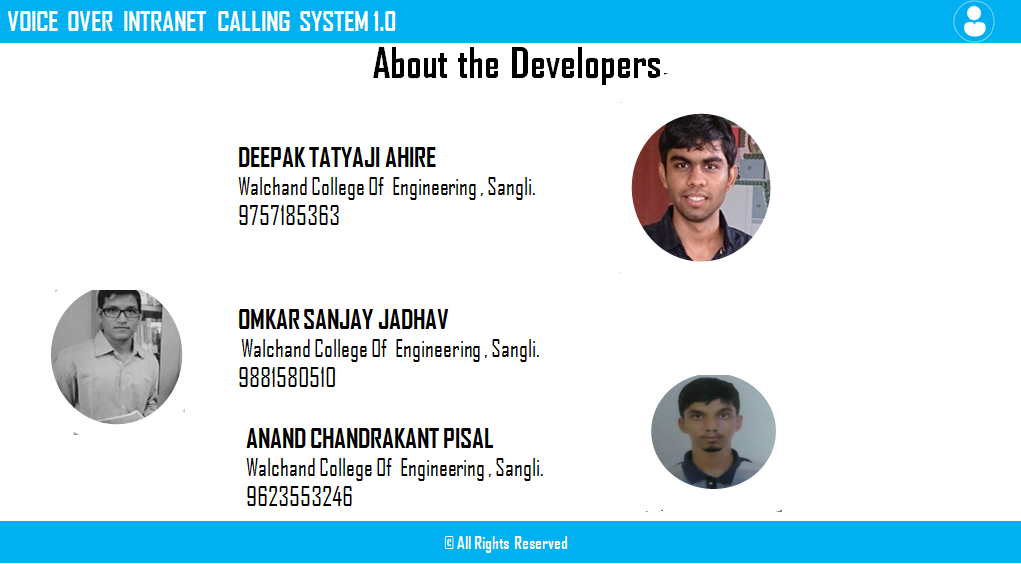 VOICE OVER INTRANET CALLING SYSTEM 1.0
About the Developers
DEEPAK TATYAJI AHIRE
Walchand College Of Engineering , Sangli.
9757185363
OMKAR SANJAY JADHAV
Walchand College Of Engineering , Sangli.
9881580510
ANAND CHANDRAKANT PISAL
Walchand College Of Engineering , Sangli.
9623553246
© All Rights Reserved